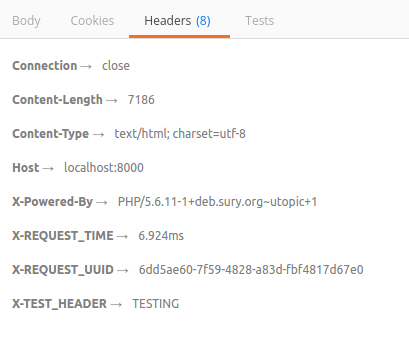 Body Cookies Headers (8) Tests
Connection → close
Content-Length → 7186
Content-Type → text/html; charset=utf-8
Host → localhost:8000
X-Powered-By → PHP/5.6.11-1+deb.sury.org~utopic+1
X-REQUEST_TIME → 6.924ms
X-REQUEST_UUID → 6dd5ae60-7f59-4828-a83d-fbf4817d67e0
X-TEST_HEADER → TESTING